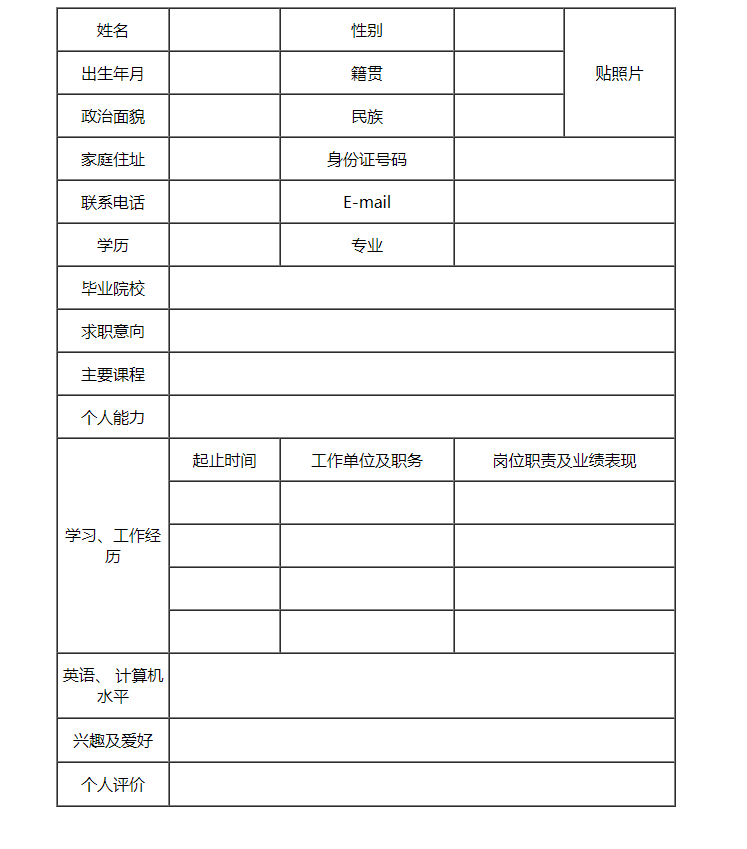 姓名 性别
贴照片
出生年月 籍贯
政治面貌 民族
家庭住址 身份证号码
联系电话 E-mail
学历 专业
毕业院校
求职意向
主要课程
个人能力
起止时间 工作单位及职务 岗位职责及业绩表现
学习、工作经
历
英语、 计算机
水平
兴趣及爱好
个人评价